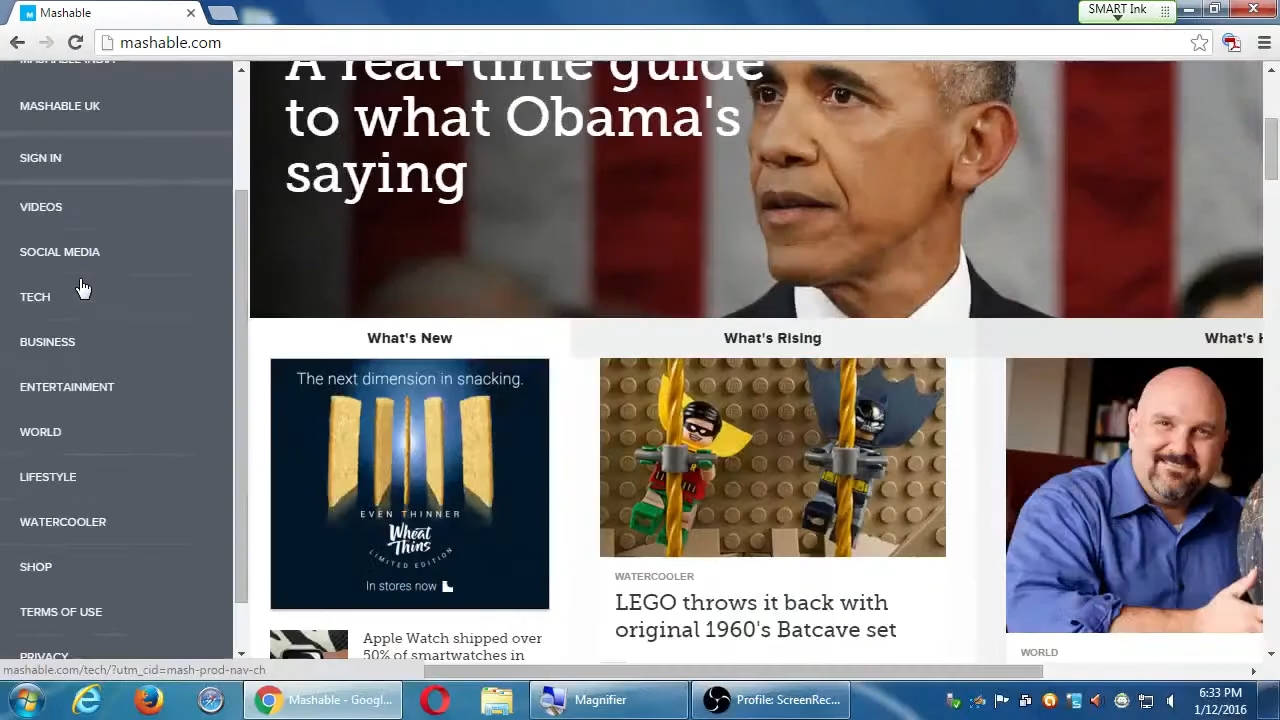 Mashable
SMART Ink
mashable.com
MASHABLE INDIA
MASHABLE UK
SIGN IN
VIDEOS
SOCIAL MEDIA
TECH
BUSINESS
ENTERTAINMENT
WORLD
LIFESTYLE
WATERCOOLER
SHOP
TERMS OF USE
PRIVACY
mashable.com/tech/?utm_cid=mash-prod-nav-ch
A real-time guide
to what Obama's
saying
What's New
The next dimension in snacking.
EVEN THINNER
Wheat
Thins
LIMITED EDITION
In stores now
Apple Watch shipped over
50% of smartwatches in
What's Rising
WATERCOOLER
LEGO throws it back with
original 1960's Batcave set
What's
WORLD
Mashable - Googl...
Magnifier
Profile: ScreenRec...
6:33 PM
1/12/2016